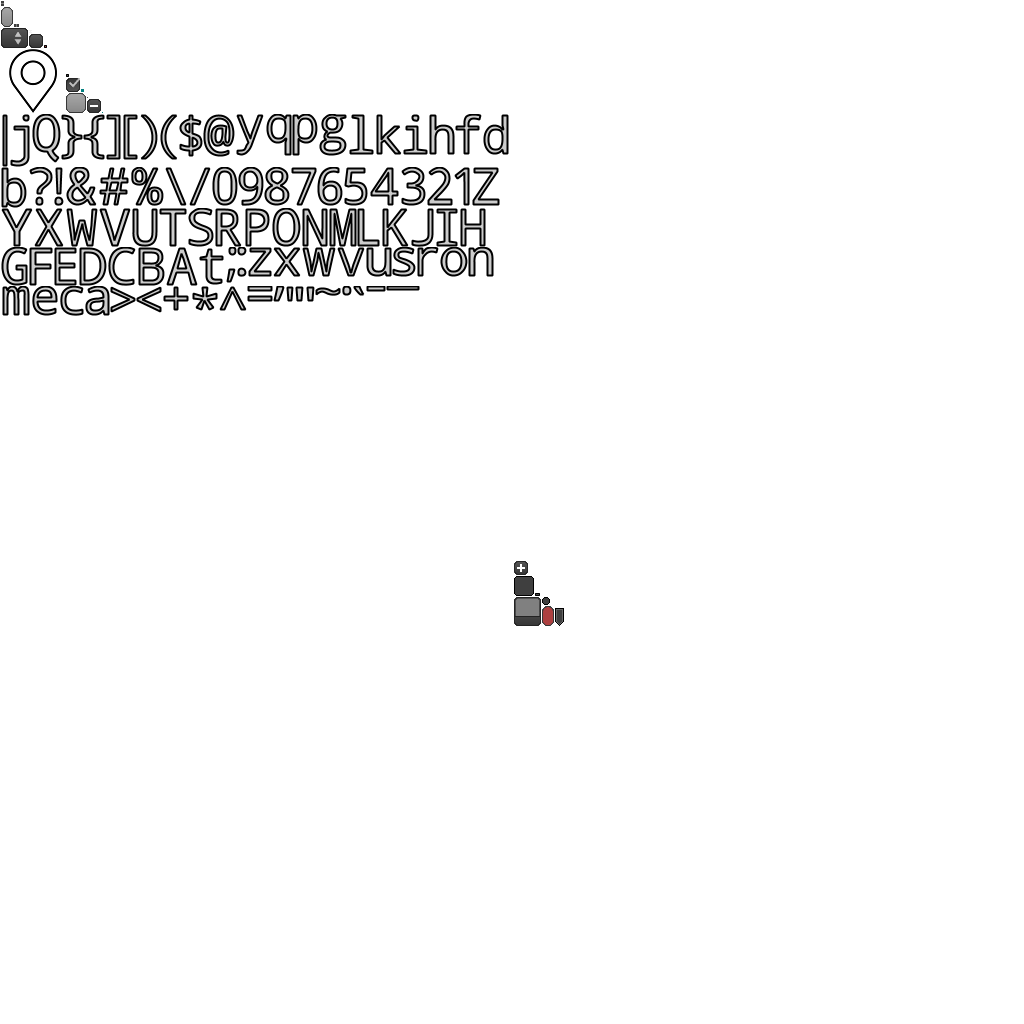 |jQ}{][)($@yqpglkihfd
b?!&#%\/0987654321Z
YXWVUTSRPONMLKJIH
GFEDCBAt;:zxwvusron
meca><+*^=/"'~